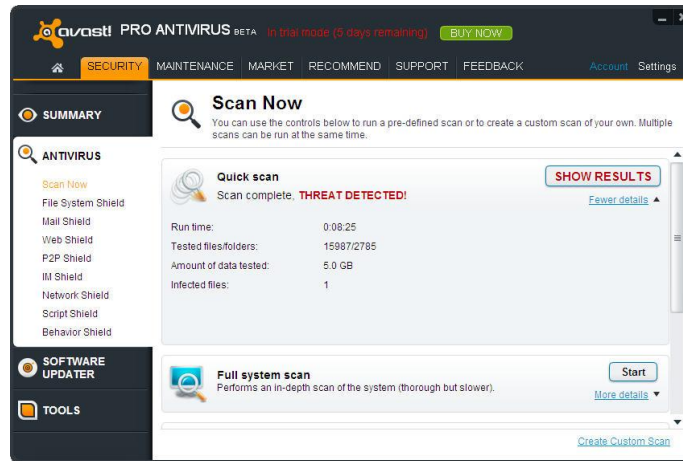 avast! PRO ANTIVIRUS BETA In trial mode (5 days remaining) BUY NOW
SECURITY MAINTENANCE MARKET RECOMMEND SUPPORT FEEDBACK Account Settings
SUMMARY
ANTIVIRUS
Scan Now
File System Shield
Mail Shield
Web Shield
P2P Shield
IM Shield
Network Shield
Script Shield
Behavior Shield
SOFTWARE
UPDATER
TOOLS
Scan Now
You can use the controls below to run a pre-defined scan or to create a custom scan of your own. Multiple
scans can be run at the same time.
Quick scan
Scan complete, THREAT DETECTED!
SHOW RESULTS
Fewer details
Run time: 0:08:25
Tested files/folders: 15987/2785
Amount of data tested: 5.0 GB
Infected files: 1
Full system scan
Performs an in-depth scan of the system (thorough but slower).
Start
More details
Create Custom Scan